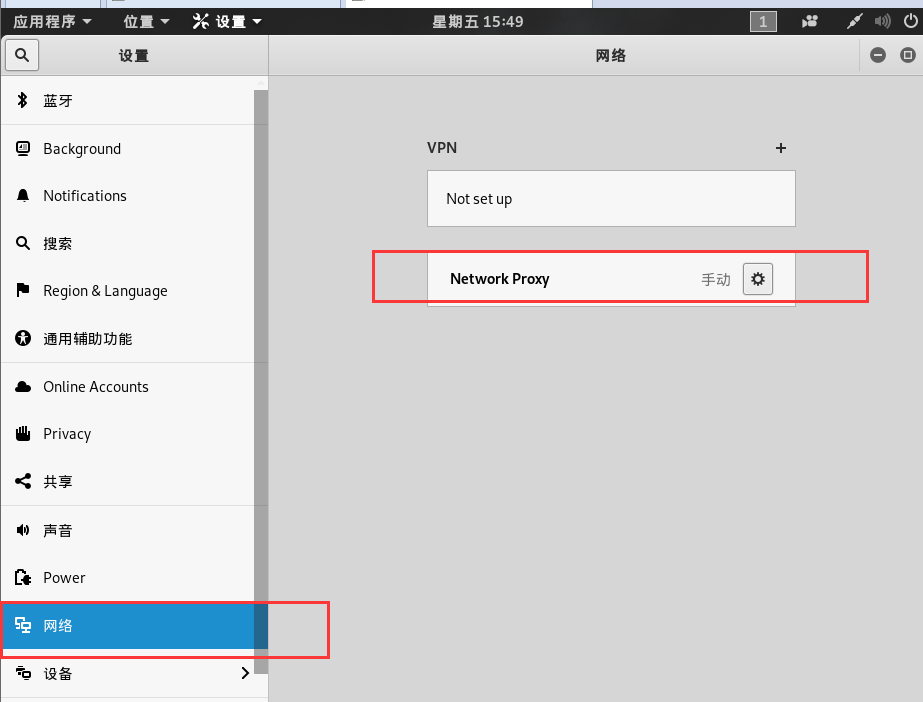 应用程序 位置 设置 星期五 15:49 1
设置 网络
蓝牙
Background
Notifications
搜索
Region & Language
通用辅助功能
Online Accounts
Privacy
共享
声音
Power
网络
设备
VPN +
Not set up
Network Proxy 手动